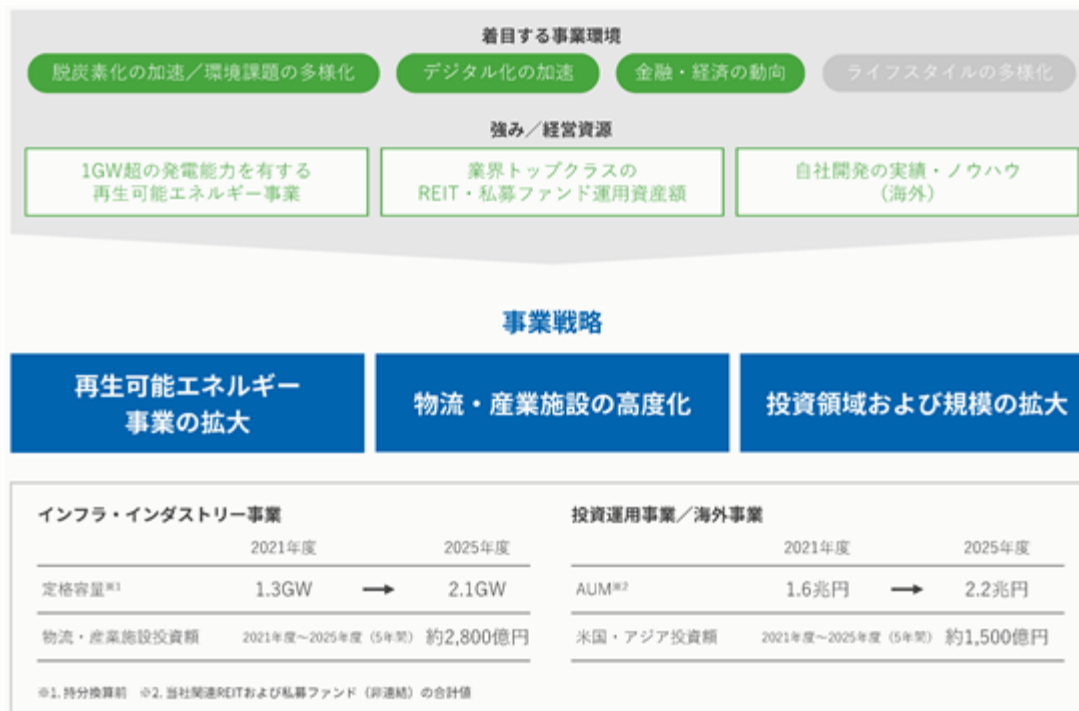 着目する事業環境
脱炭素化の加速／環境課題の多様化
デジタル化の加速
金融・経済の動向
ライフスタイルの多様化
強み／経営資源
1GW超の発電能力を有する
再生可能エネルギー事業
業界トップクラスの
REIT・私募ファンド運用資産額
自社開発の実績・ノウハウ
（海外）
事業戦略
再生可能エネルギー
事業の拡大
物流・産業施設の高度化
投資領域および規模の拡大
インフラ・インダストリー事業
2021年度 2025年度
定格容量※1 1.3GW → 2.1GW
物流・産業施設投資額 2021年度～2025年度（5年間） 約2,800億円
投資運用事業／海外事業
2021年度 2025年度
AUM※2 1.6兆円 → 2.2兆円
米国・アジア投資額 2021年度～2025年度（5年間） 約1,500億円
※1. 持分換算前 ※2. 当社関連REITおよび私募ファンド（非連結）の合計値